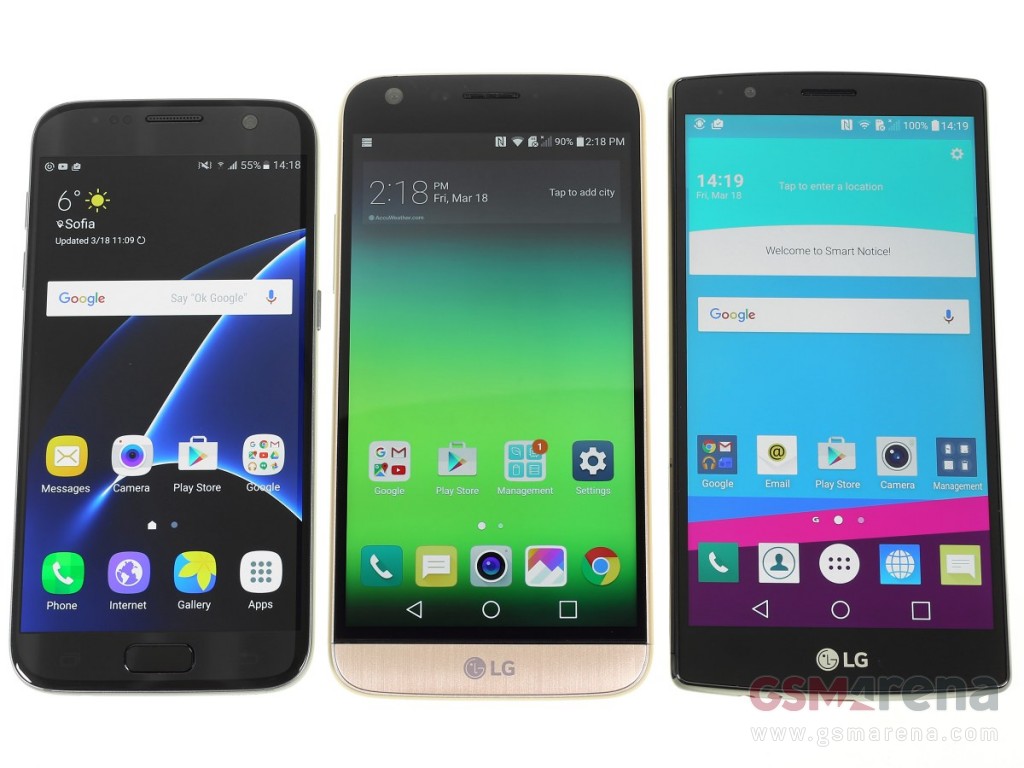 55% 14:18
6°
Sofia
Updated 3/18 11:09
Google Say "Ok Google"
Messages Camera Play Store Google
Phone Internet Gallery Apps
90% 2:18 PM
2:18 PM
Fri, Mar 18
Tap to add city
AccuWeather.com
G M
1
Google Play Store Management Settings
LG
100% 14:19
14:19
Fri, Mar 18
Tap to enter a location
Welcome to Smart Notice!
Google
@
Google Email Play Store Camera Management
G
LG
GSMArena
www.gsmarena.com